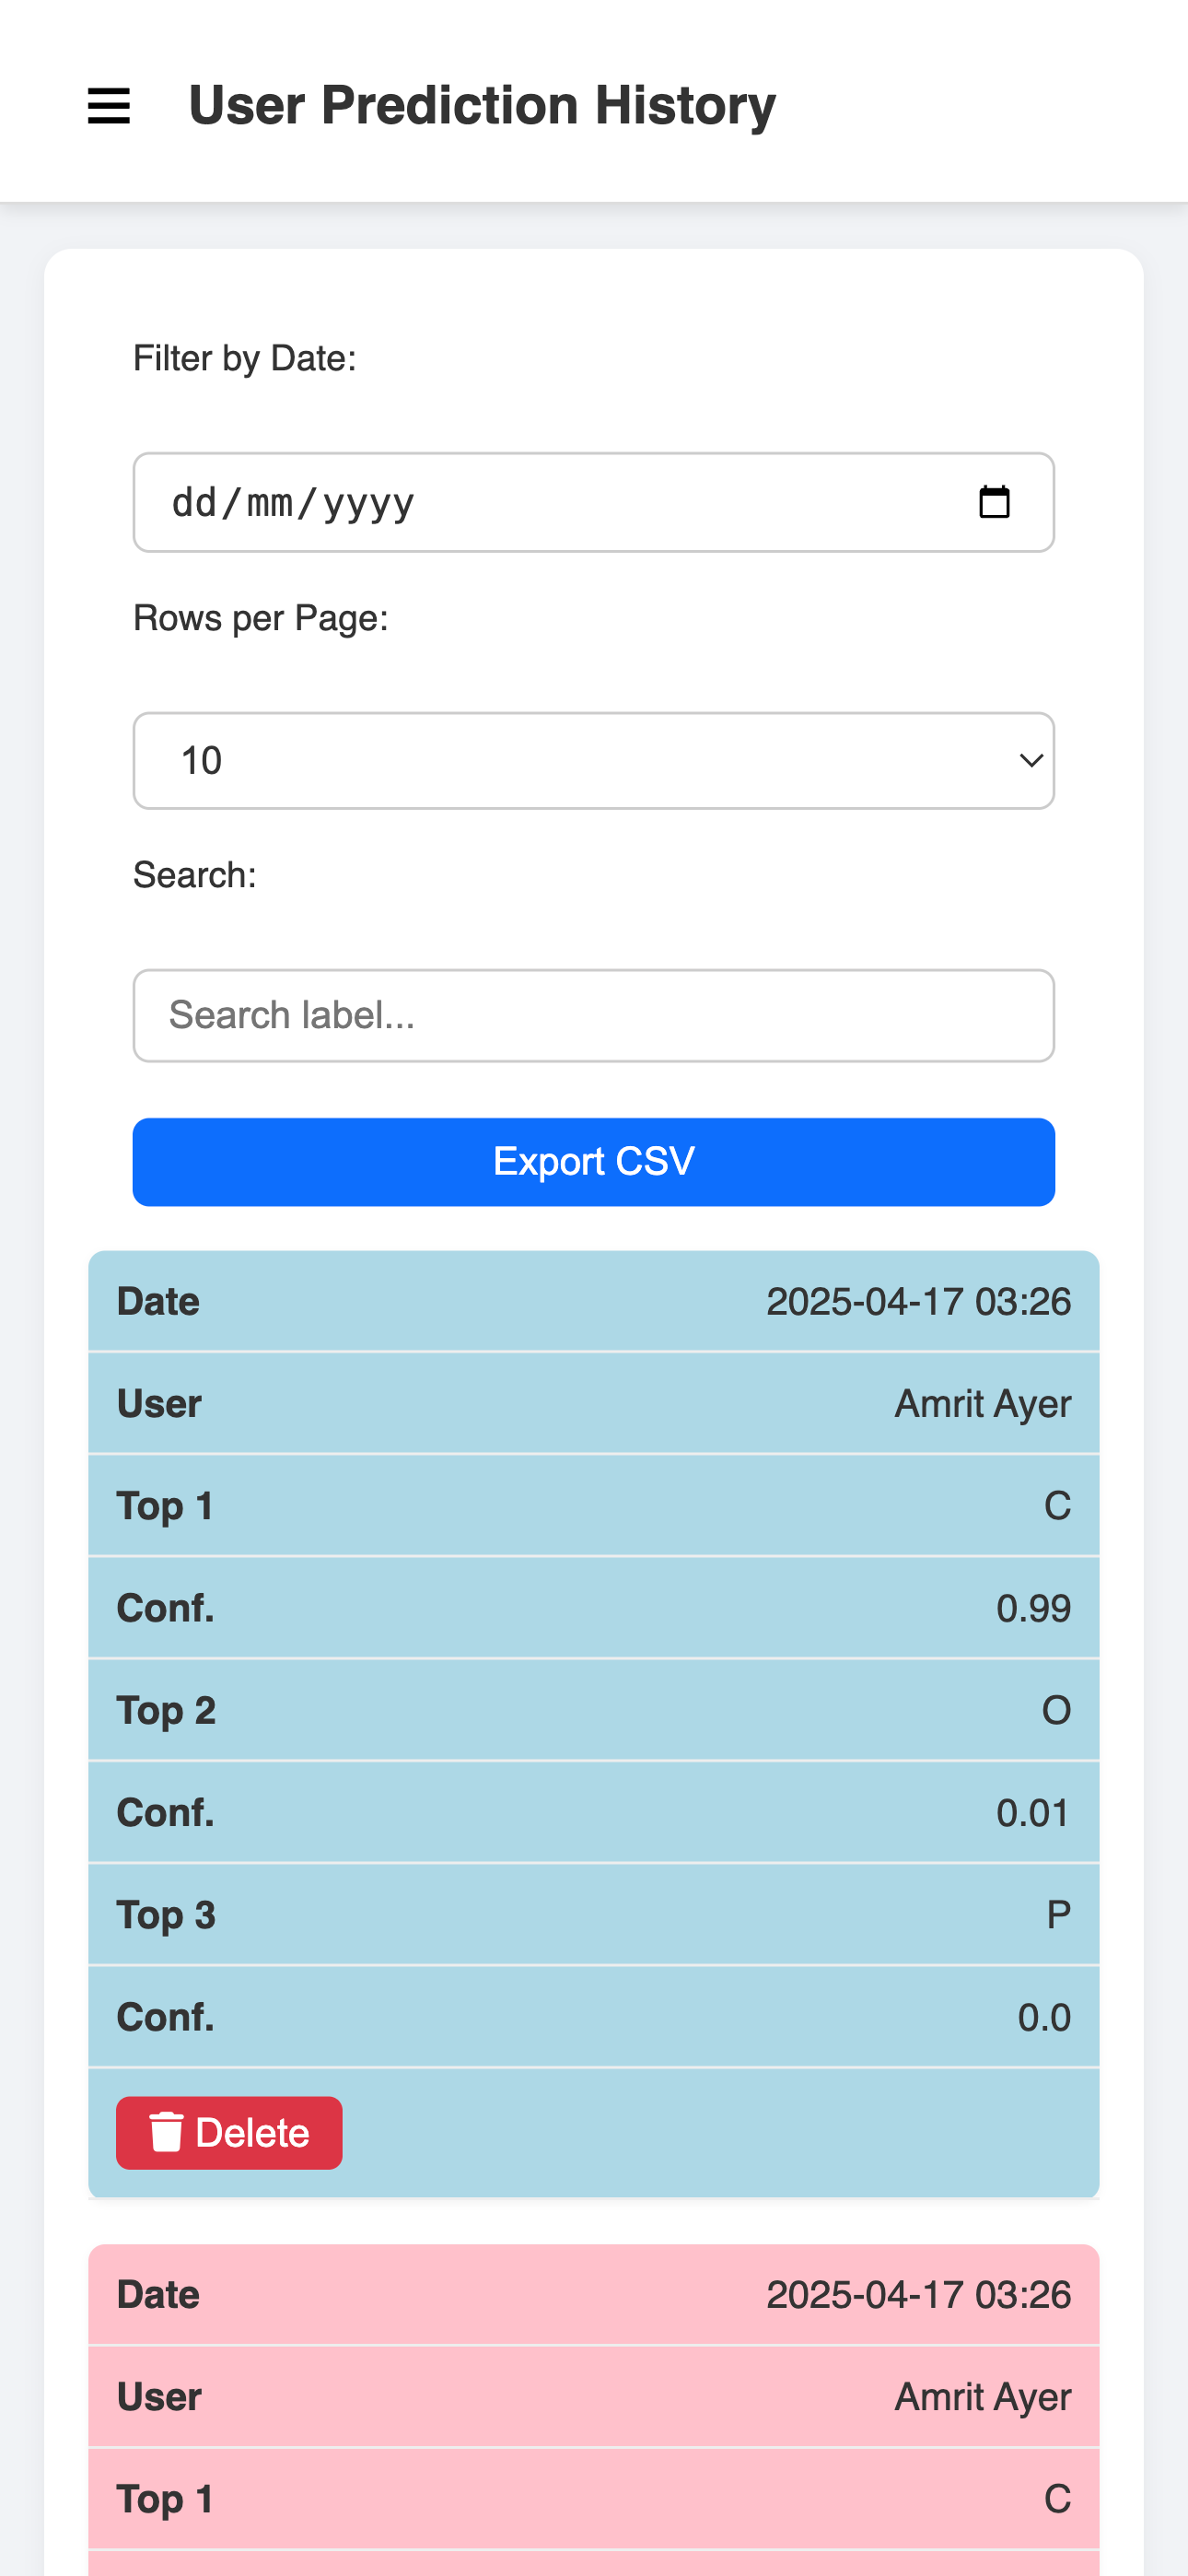 User Prediction History
Filter by Date:
dd/mm/yyyy
Rows per Page:
10
Search:
Search label...
Export CSV
Date 2025-04-17 03:26
User Amrit Ayer
Top 1 C
Conf. 0.99
Top 2 O
Conf. 0.01
Top 3 P
Conf. 0.0
Delete
Date 2025-04-17 03:26
User Amrit Ayer
Top 1 C